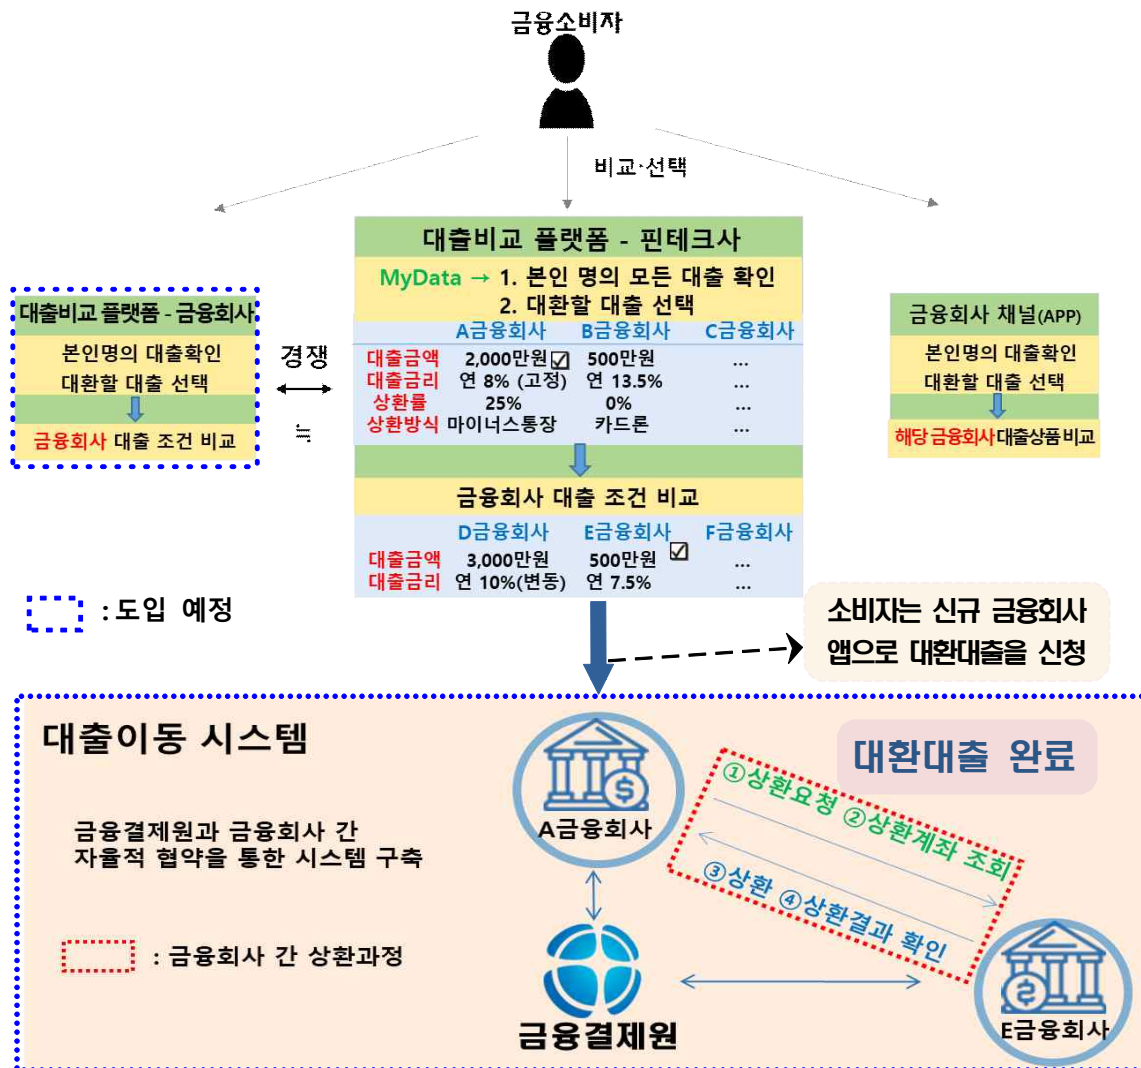 금융소비자
비교·선택
대출비교 플랫폼 - 금융회사
본인명의 대출확인
대환할 대출 선택
금융회사 대출 조건 비교
경쟁
≒
대출비교 플랫폼 - 핀테크사
MyData → 1. 본인 명의 모든 대출 확인
2. 대환할 대출 선택
A금융회사 B금융회사 C금융회사
대출금액 2,000만원 ☑ 500만원 ...
대출금리 연 8% (고정) 연 13.5% ...
상환률 25% 0% ...
상환방식 마이너스통장 카드론 ...
금융회사 대출 조건 비교
D금융회사 E금융회사 F금융회사
대출금액 3,000만원 500만원 ☑ ...
대출금리 연 10%(변동) 연 7.5% ...
금융회사 채널(APP)
본인명의 대출확인
대환할 대출 선택
해당 금융회사 대출상품 비교
: 도입 예정
소비자는 신규 금융회사
앱으로 대환대출을 신청
대출이동 시스템
금융결제원과 금융회사 간
자율적 협약을 통한 시스템 구축
: 금융회사 간 상환과정
A금융회사
대환대출 완료
①상환요청 ②상환계좌 조회
③상환 ④상환결과 확인
금융결제원
E금융회사